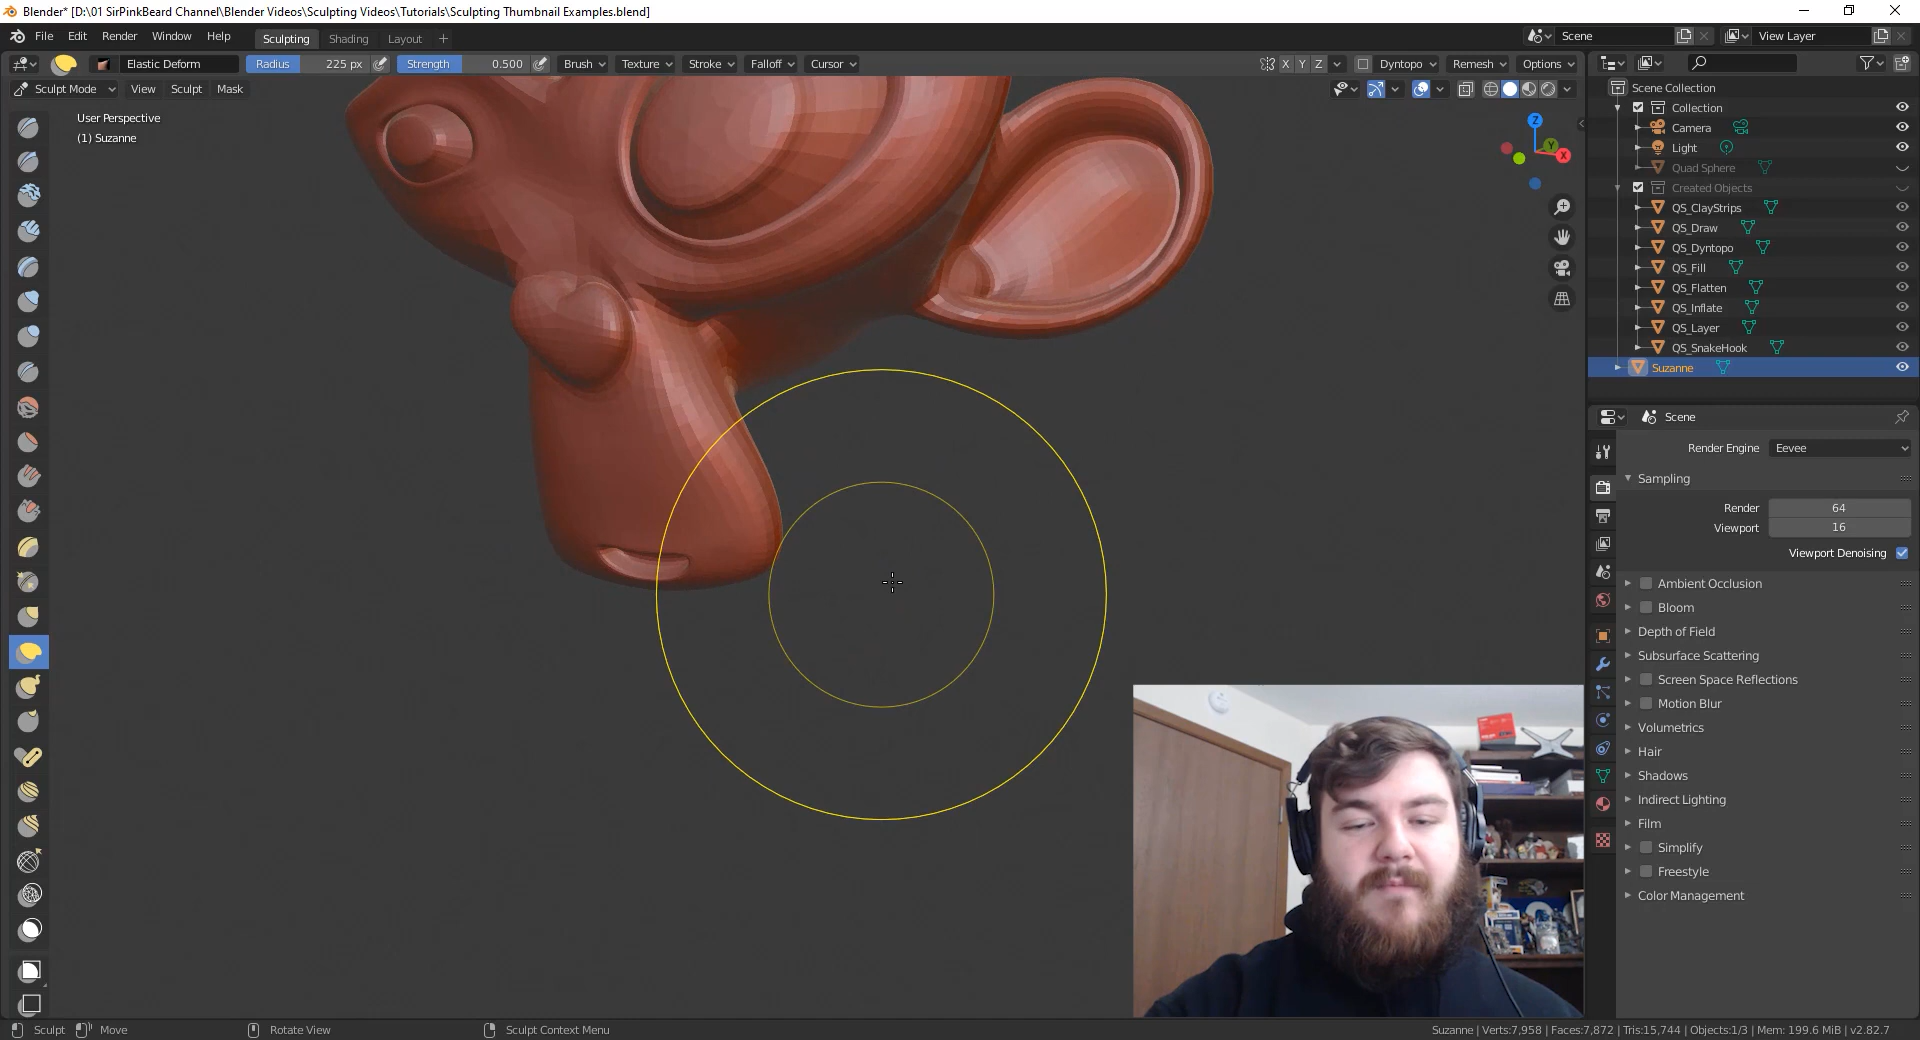 Blender* [D:\01 SirPinkBeard Channel\Blender Videos\Sculpting Videos\Tutorials\Sculpting Thumbnail Examples.blend]
File Edit Render Window Help Sculpting Shading Layout + Scene View Layer
Elastic Deform Radius 225 px Strength 0.500 Brush Texture Stroke Falloff Cursor X Y Z Dyntopo Remesh Options
Sculpt Mode View Sculpt Mask
User Perspective
(1) Suzanne
Z
Y
X
Scene Collection
Collection
Camera
Light
Quad Sphere
Created Objects
QS_ClayStrips
QS_Draw
QS_Dyntopo
QS_Fill
QS_Flatten
QS_Inflate
QS_Layer
QS_SnakeHook
Suzanne
Scene
Render Engine Eevee
Sampling
Render 64
Viewport 16
Viewport Denoising
Ambient Occlusion
Bloom
Depth of Field
Subsurface Scattering
Screen Space Reflections
Motion Blur
Volumetrics
Hair
Shadows
Indirect Lighting
Film
Simplify
Freestyle
Color Management
Sculpt Move Rotate View Sculpt Context Menu Suzanne | Verts:7,958 | Faces:7,872 | Tris:15,744 | Objects:1/3 | Mem: 199.6 MiB | v2.82.7